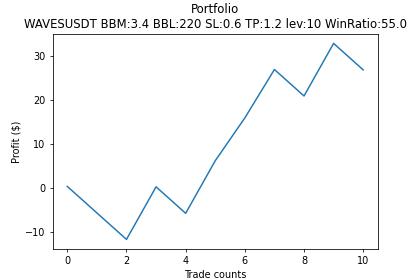 Portfolio
WAVESUSDT BBM:3.4 BBL:220 SL:0.6 TP:1.2 lev:10 WinRatio:55.0
30
20
10
0
−10
Profit ($)
0 2 4 6 8 10
Trade counts